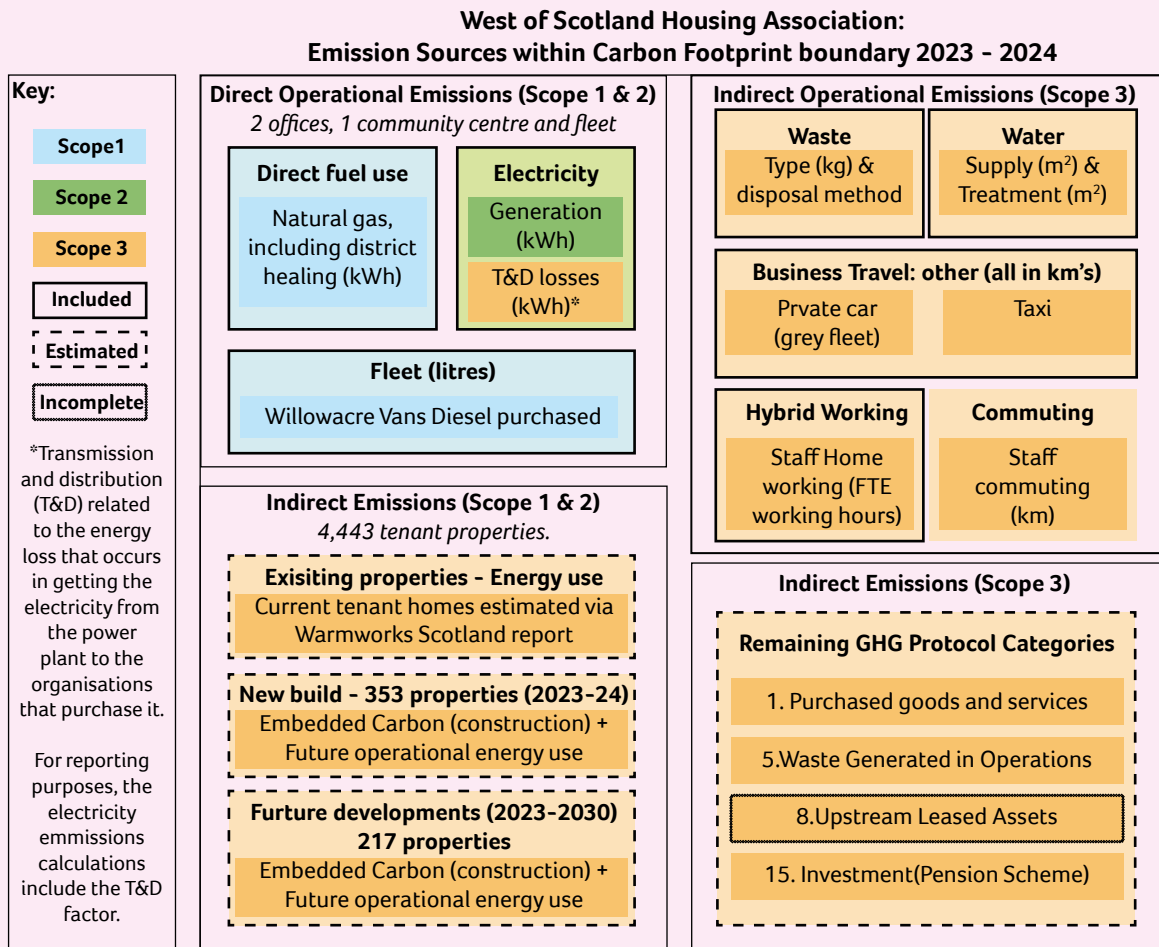 West of Scotland Housing Association:
Emission Sources within Carbon Footprint boundary 2023 - 2024
Key:
Scope1
Scope 2
Scope 3
Included
Estimated
Incomplete
*Transmission
and distribution
(T&D) related
to the energy
loss that occurs
in getting the
electricity from
the power
plant to the
organisations
that purchase it.
For reporting
purposes, the
electricity
emmissions
calculations
include the T&D
factor.
Direct Operational Emissions (Scope 1 & 2)
2 offices, 1 community centre and fleet
Direct fuel use
Natural gas,
including district
healing (kWh)
Electricity
Generation
(kWh)
T&D losses
(kWh)*
Fleet (litres)
Willowacre Vans Diesel purchased
Indirect Emissions (Scope 1 & 2)
4,443 tenant properties.
Exisiting properties - Energy use
Current tenant homes estimated via
Warmworks Scotland report
New build - 353 properties (2023-24)
Embedded Carbon (construction) +
Future operational energy use
Furture developments (2023-2030)
217 properties
Embedded Carbon (construction) +
Future operational energy use
Indirect Operational Emissions (Scope 3)
Waste
Type (kg) &
disposal method
Water
Supply (m²) &
Treatment (m²)
Business Travel: other (all in km's)
Prvate car
(grey fleet)
Taxi
Hybrid Working
Staff Home
working (FTE
working hours)
Commuting
Staff
commuting
(km)
Indirect Emissions (Scope 3)
Remaining GHG Protocol Categories
1. Purchased goods and services
5.Waste Generated in Operations
8.Upstream Leased Assets
15. Investment(Pension Scheme)